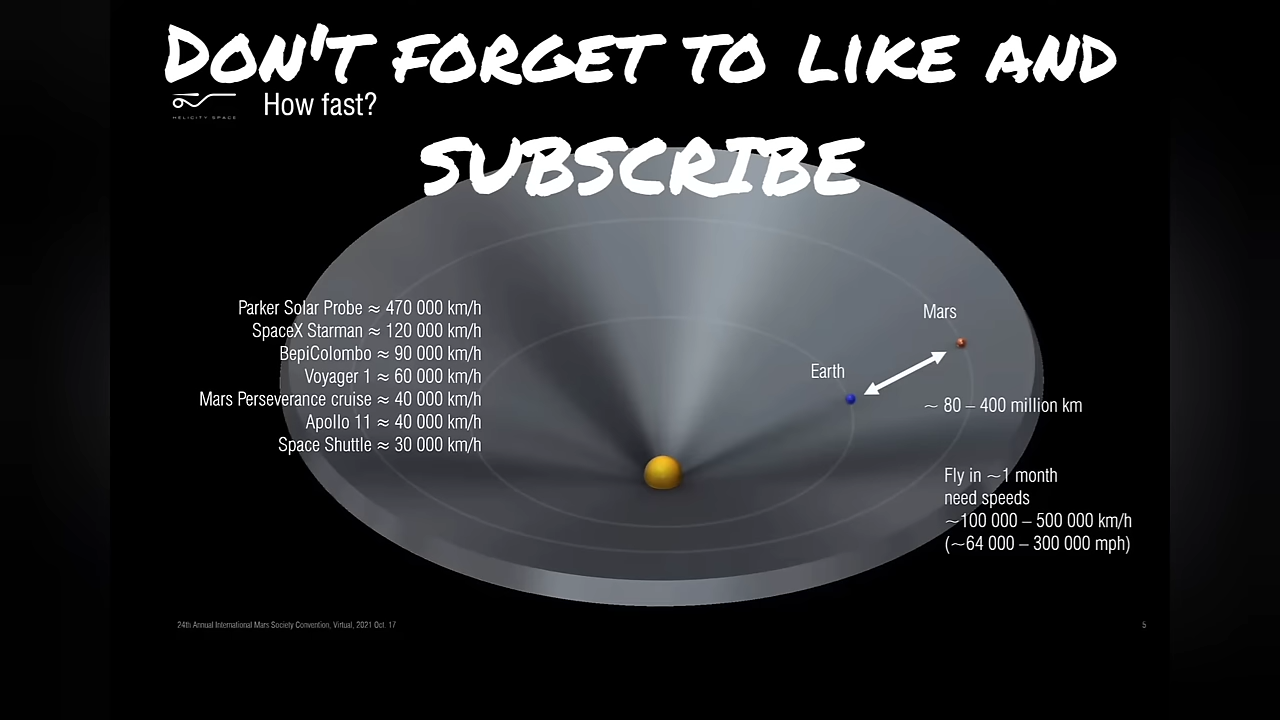 DON'T FORGET TO LIKE AND
HELICITY SPACE
How fast?
SUBSCRIBE
Parker Solar Probe ≈ 470 000 km/h
SpaceX Starman ≈ 120 000 km/h
BepiColombo ≈ 90 000 km/h
Voyager 1 ≈ 60 000 km/h
Mars Perseverance cruise ≈ 40 000 km/h
Apollo 11 ≈ 40 000 km/h
Space Shuttle ≈ 30 000 km/h
Mars
Earth
~ 80 – 400 million km
Fly in ~1 month
need speeds
~100 000 – 500 000 km/h
(~64 000 – 300 000 mph)
24th Annual International Mars Society Convention, Virtual, 2021 Oct. 17
5